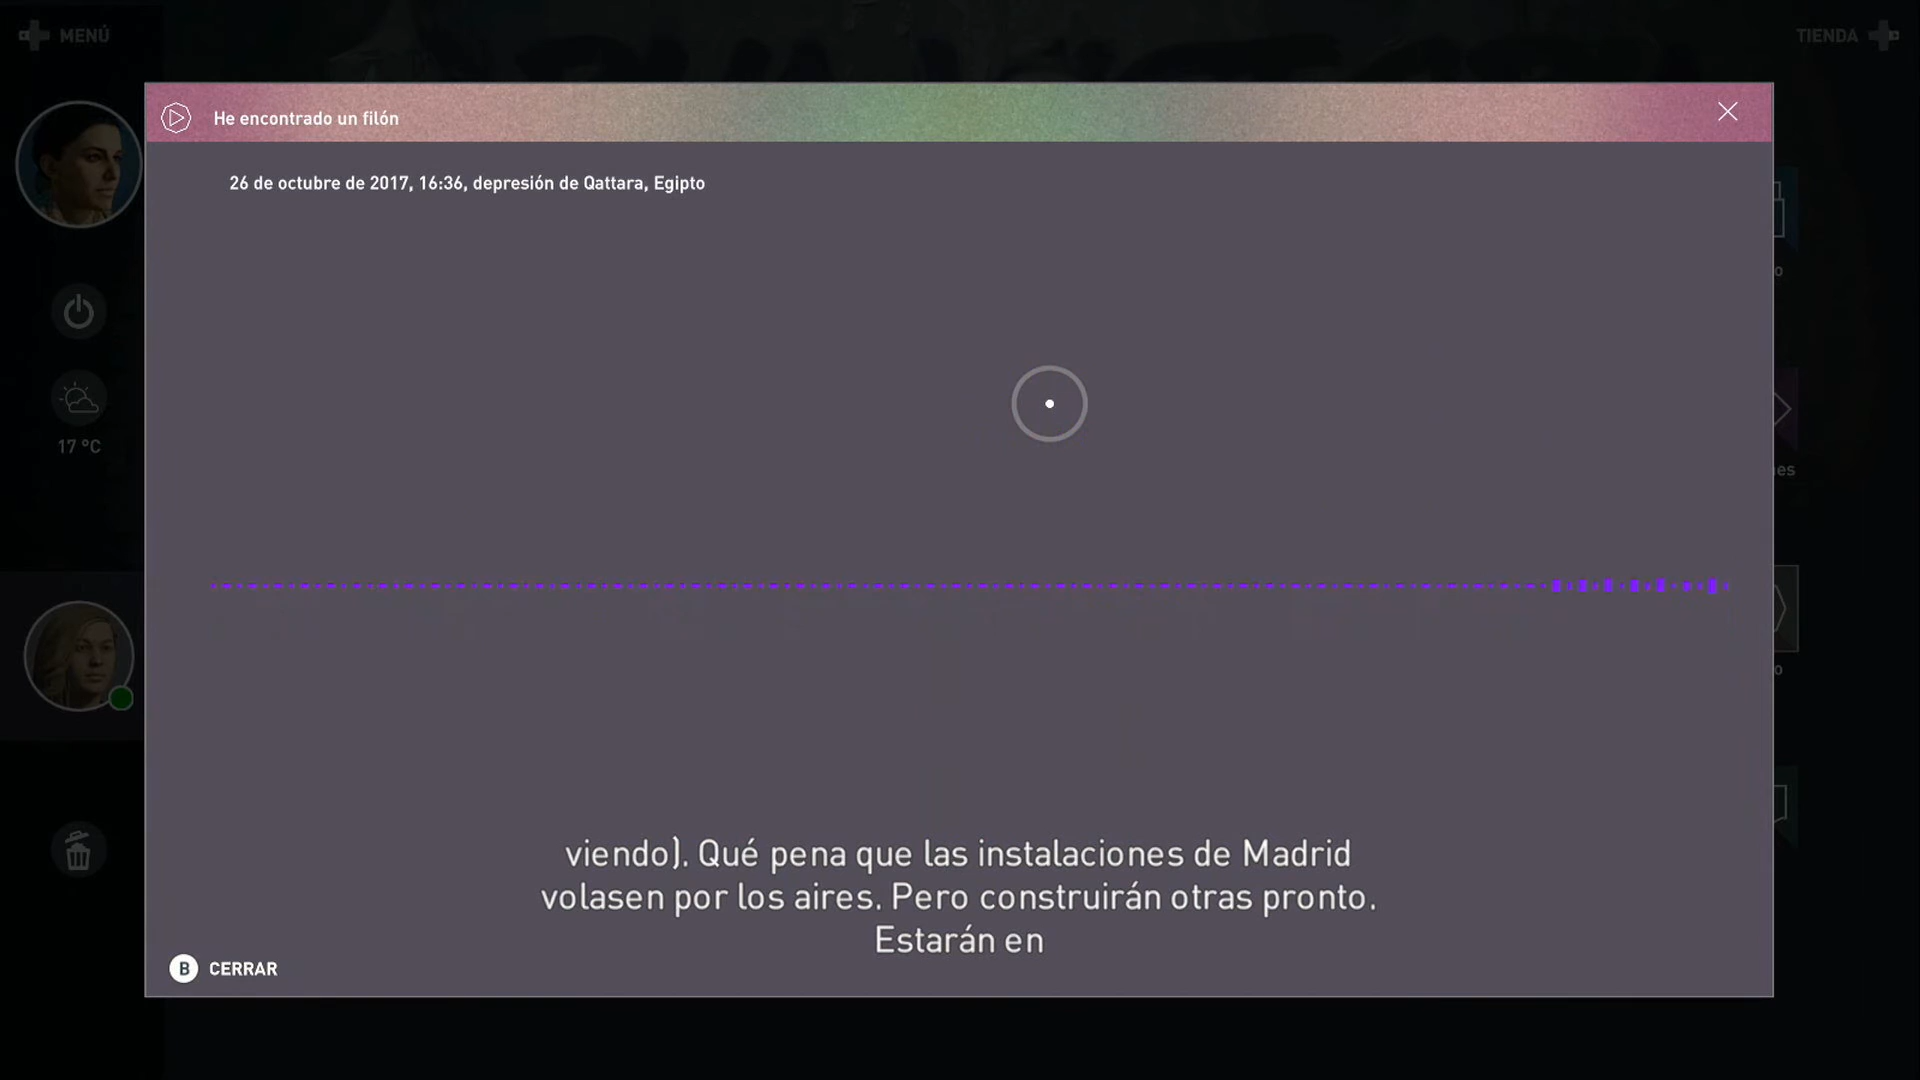 MENÚ
TIENDA
He encontrado un filón
26 de octubre de 2017, 16:36, depresión de Qattara, Egipto
17 °C
viendo). Qué pena que las instalaciones de Madrid
volasen por los aires. Pero construirán otras pronto.
Estarán en
B CERRAR